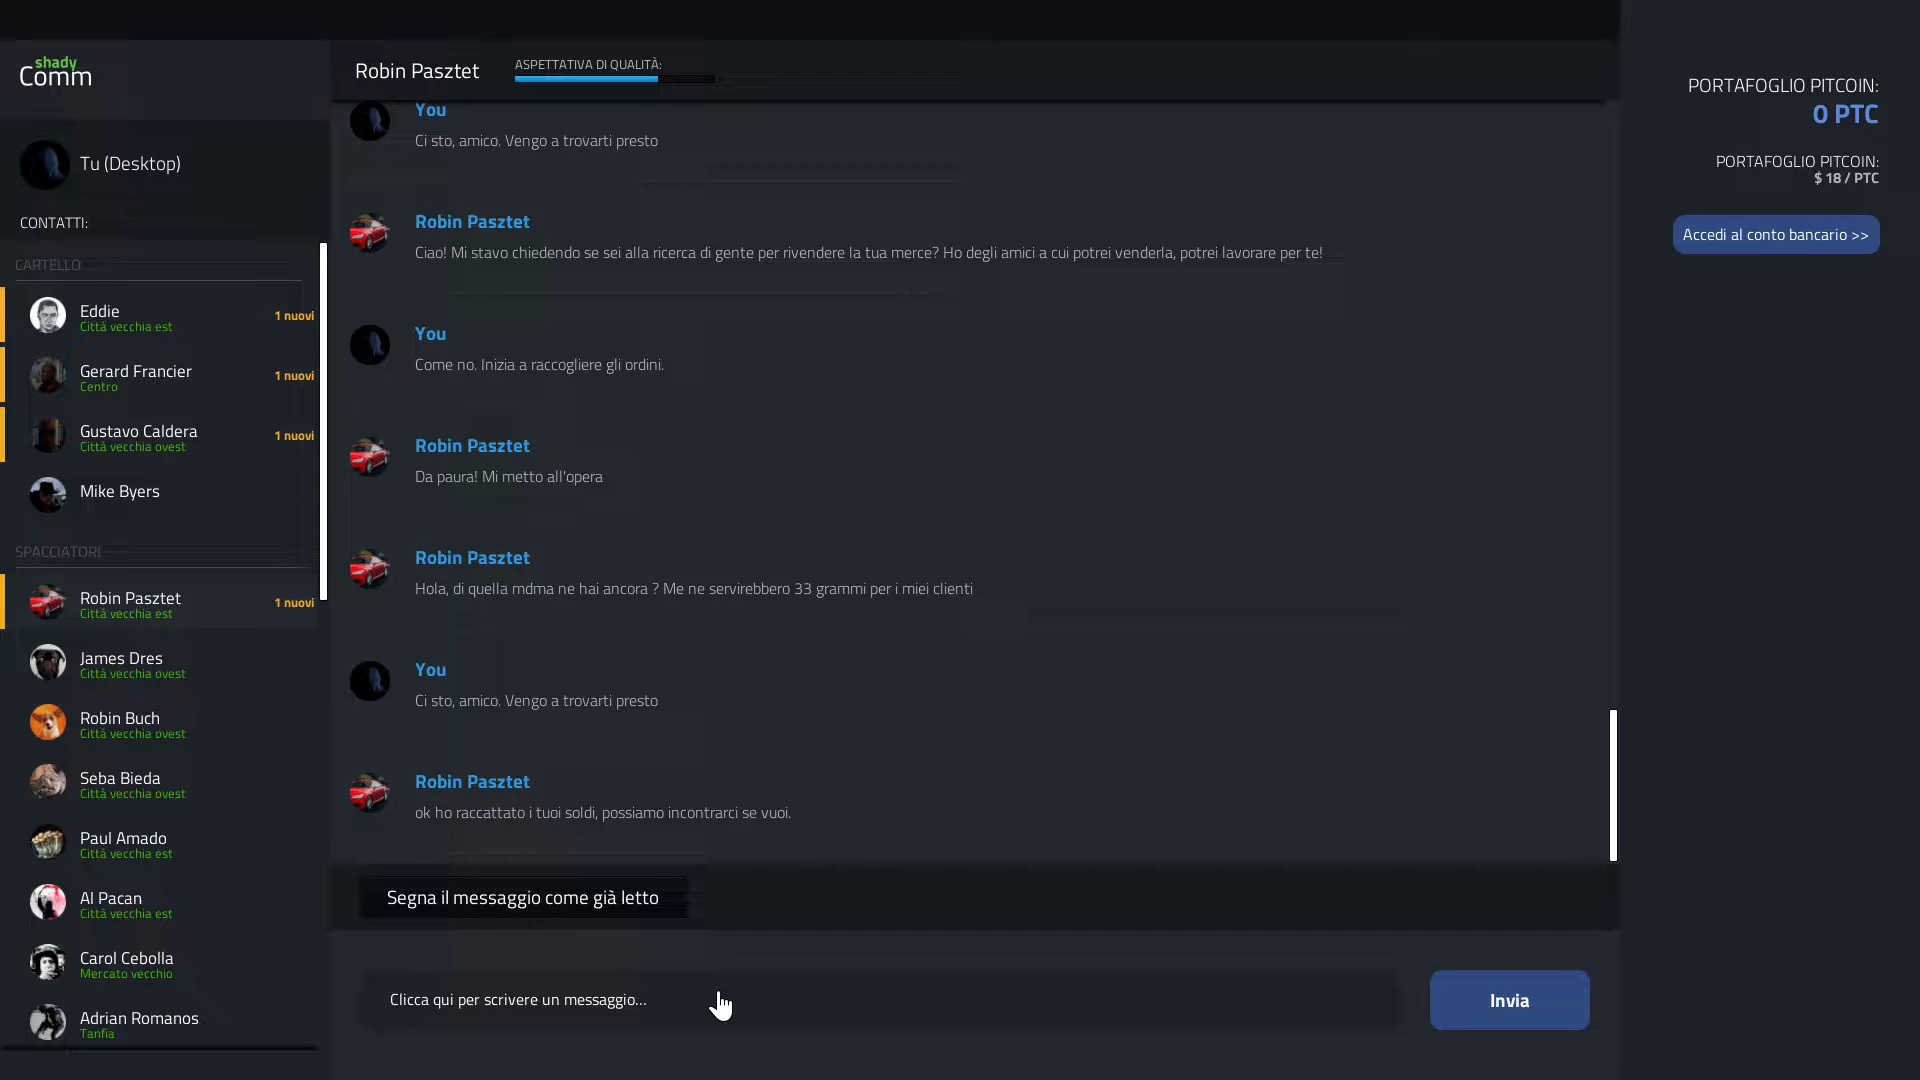 shady
Comm
Tu (Desktop)
CONTATTI:
CARTELLO
Eddie
Città vecchia est
1 nuovi
Gerard Francier
Centro
1 nuovi
Gustavo Caldera
Città vecchia ovest
1 nuovi
Mike Byers
SPACCIATORI
Robin Pasztet
Città vecchia est
1 nuovi
James Dres
Città vecchia ovest
Robin Buch
Città vecchia ovest
Seba Bieda
Città vecchia ovest
Paul Amado
Città vecchia est
Al Pacan
Città vecchia est
Carol Cebolla
Mercato vecchio
Adrian Romanos
Tanfia
Robin Pasztet
ASPETTATIVA DI QUALITÀ:
You
Ci sto, amico. Vengo a trovarti presto
Robin Pasztet
Ciao! Mi stavo chiedendo se sei alla ricerca di gente per rivendere la tua merce? Ho degli amici a cui potrei venderla, potrei lavorare per te!
You
Come no. Inizia a raccogliere gli ordini.
Robin Pasztet
Da paura! Mi metto all'opera
Robin Pasztet
Hola, di quella mdma ne hai ancora ? Me ne servirebbero 33 grammi per i miei clienti
You
Ci sto, amico. Vengo a trovarti presto
Robin Pasztet
ok ho raccattato i tuoi soldi, possiamo incontrarci se vuoi.
Segna il messaggio come già letto
Clicca qui per scrivere un messaggio...
Invia
PORTAFOGLIO PITCOIN:
0 PTC
PORTAFOGLIO PITCOIN:
$ 18 / PTC
Accedi al conto bancario >>